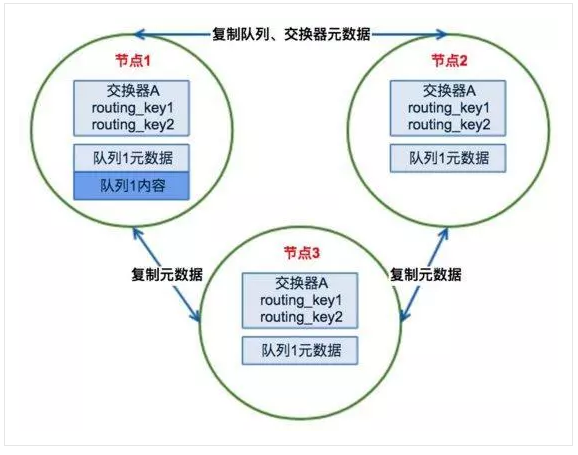 复制队列、交换器元数据
节点1
交换器A
routing_key1
routing_key2
队列1元数据
队列1内容
节点2
交换器A
routing_key1
routing_key2
队列1元数据
复制元数据
复制元数据
节点3
交换器A
routing_key1
routing_key2
队列1元数据